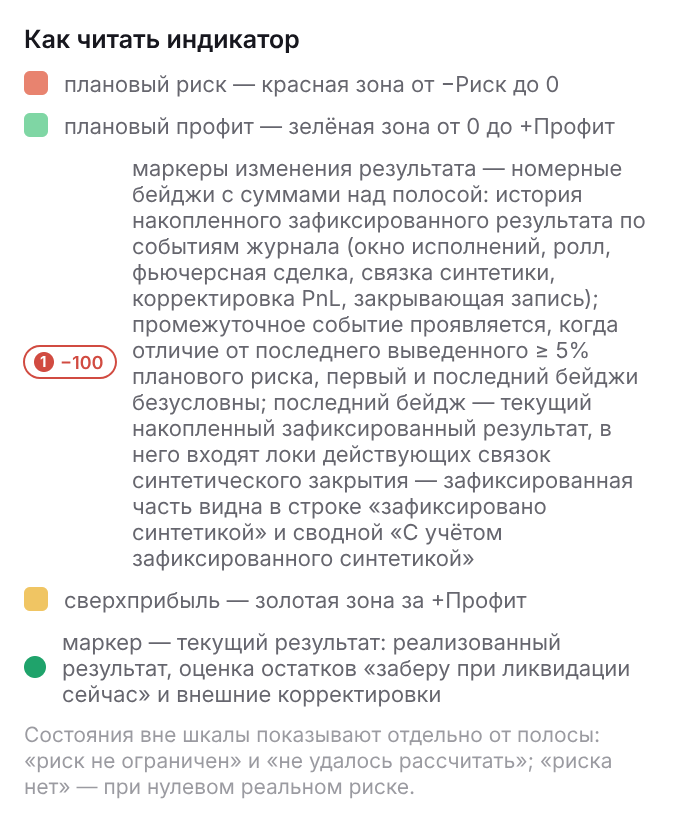 Как читать индикатор
плановый риск — красная зона от −Риск до 0
плановый профит — зелёная зона от 0 до +Профит
маркеры изменения результата — номерные
бейджи с суммами над полосой: история
накопленного зафиксированного результата по
событиям журнала (окно исполнений, ролл,
фьючерсная сделка, связка синтетики,
корректировка PnL, закрывающая запись);
промежуточное событие проявляется, когда
1 −100
отличие от последнего выведенного ≥ 5%
планового риска, первый и последний бейджи
безусловны; последний бейдж — текущий
накопленный зафиксированный результат, в
него входят локи действующих связок
синтетического закрытия — зафиксированная
часть видна в строке «зафиксировано
синтетикой» и сводной «С учётом
зафиксированного синтетикой»
сверхприбыль — золотая зона за +Профит
маркер — текущий результат: реализованный
результат, оценка остатков «заберу при ликвидации
сейчас» и внешние корректировки
Состояния вне шкалы показывают отдельно от полосы:
«риск не ограничен» и «не удалось рассчитать»; «риска
нет» — при нулевом реальном риске.